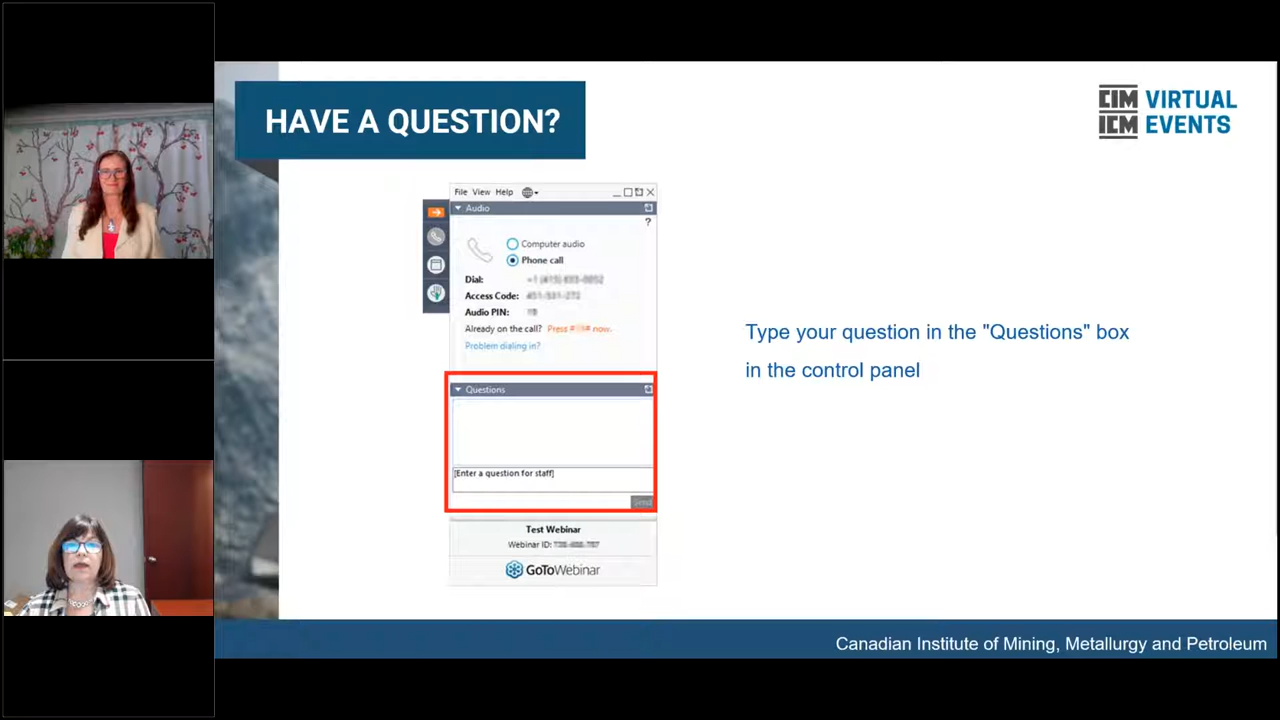 HAVE A QUESTION?
CIM VIRTUAL
ICM EVENTS
File View Help
Audio
?
Computer audio
Phone call
Dial:
Access Code:
Audio PIN:
Already on the call? Press # # now.
Problem dialing in?
Questions
[Enter a question for staff]
Send
Test Webinar
Webinar ID:
GoToWebinar
Type your question in the "Questions" box
in the control panel
Canadian Institute of Mining, Metallurgy and Petroleum